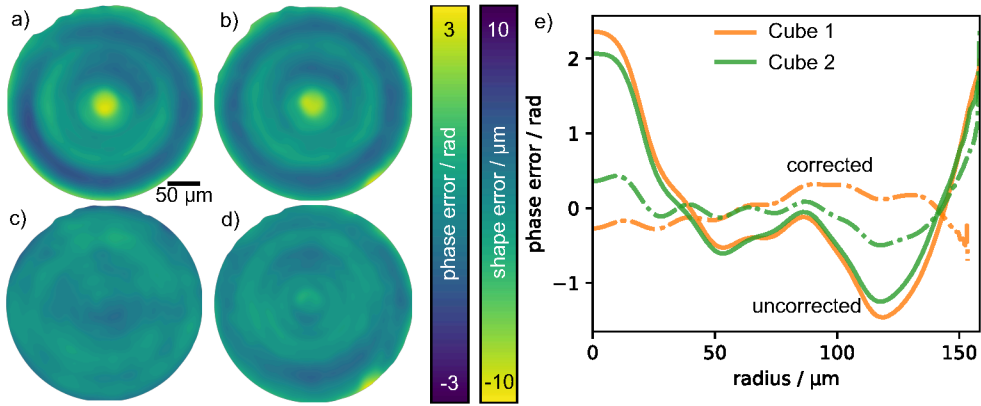 a)
b)
50 µm
c)
d)
3
phase error / rad
-3
10
shape error / µm
-10
e)
Cube 1
Cube 2
corrected
uncorrected
phase error / rad
2
1
0
−1
0
50
100
150
radius / µm